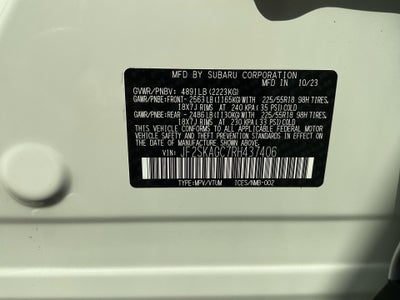 MFD BY SUBARU CORPORATION
MFD IN 10/23
GVWR/PNBV: 4891LB (2223KG)
GAWR/PNBE: FRONT- 2563LB (1165KG) WITH 225/55R18 98H TIRES,
18X7J RIMS AT 240 KPA (35 PSI) COLD.
GAWR/PNBE: REAR - 2486LB (1130KG) WITH 225/55R18 98H TIRES,
18X7J RIMS AT 230 KPA (33 PSI) COLD.
THIS VEHICLE CONFORMS TO ALL APPLICABLE FEDERAL
MOTOR VEHICLE SAFETY, BUMPER, AND THEFT PREVENTION
STANDARDS IN EFFECT ON THE
DATE OF MANUFACTURE SHOWN ABOVE.
VIN: JF2SKAGC7RH437406
TYPE: MPV/VTUM ICES/NMB-002